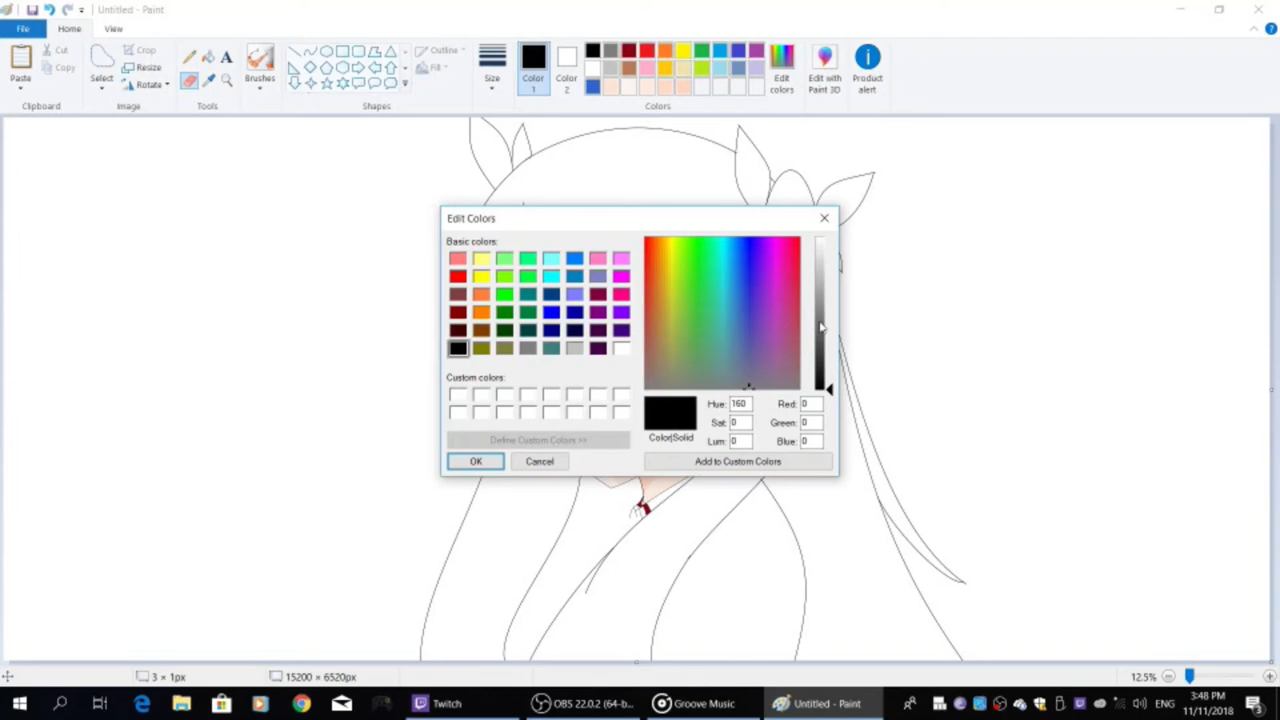 Untitled - Paint
File
Home
View
Paste
Cut
Copy
Clipboard
Select
Crop
Resize
Rotate
Image
Tools
Brushes
Shapes
Outline
Fill
Size
Color 1
Color 2
Colors
Edit colors
Edit with Paint 3D
Product alert
Edit Colors
Basic colors:
Custom colors:
Define Custom Colors >>
OK
Cancel
Color|Solid
Hue: 160
Sat: 0
Lum: 0
Red: 0
Green: 0
Blue: 0
Add to Custom Colors
3 × 1px
15200 × 6520px
12.5%
Twitch
OBS 22.0.2 (64-b...
Groove Music
Untitled - Paint
ENG
3:48 PM
11/11/2018
3